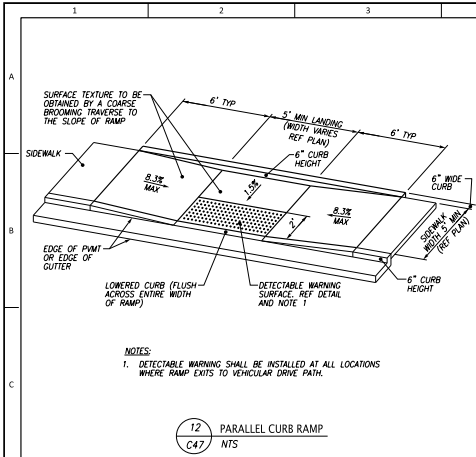 1
2
3
A
B
C
SURFACE TEXTURE TO BE
OBTAINED BY A COARSE
BROOMING TRAVERSE TO
THE SLOPE OF RAMP
6' TYP
5' MIN LANDING
(WIDTH VARIES
REF PLAN)
6' TYP
6" CURB
HEIGHT
SIDEWALK
8.3%
MAX
1.5%
2'
8.3%
MAX
6" WIDE
CURB
SIDEWALK
WIDTH 5' MIN
(REF PLAN)
EDGE OF PVMT
OR EDGE OF
GUTTER
LOWERED CURB (FLUSH
ACROSS ENTIRE WIDTH
OF RAMP)
DETECTABLE WARNING
SURFACE. REF DETAIL
AND NOTE 1
6" CURB
HEIGHT
NOTES:
1. DETECTABLE WARNING SHALL BE INSTALLED AT ALL LOCATIONS
WHERE RAMP EXITS TO VEHICULAR DRIVE PATH.
12 PARALLEL CURB RAMP
C47 NTS